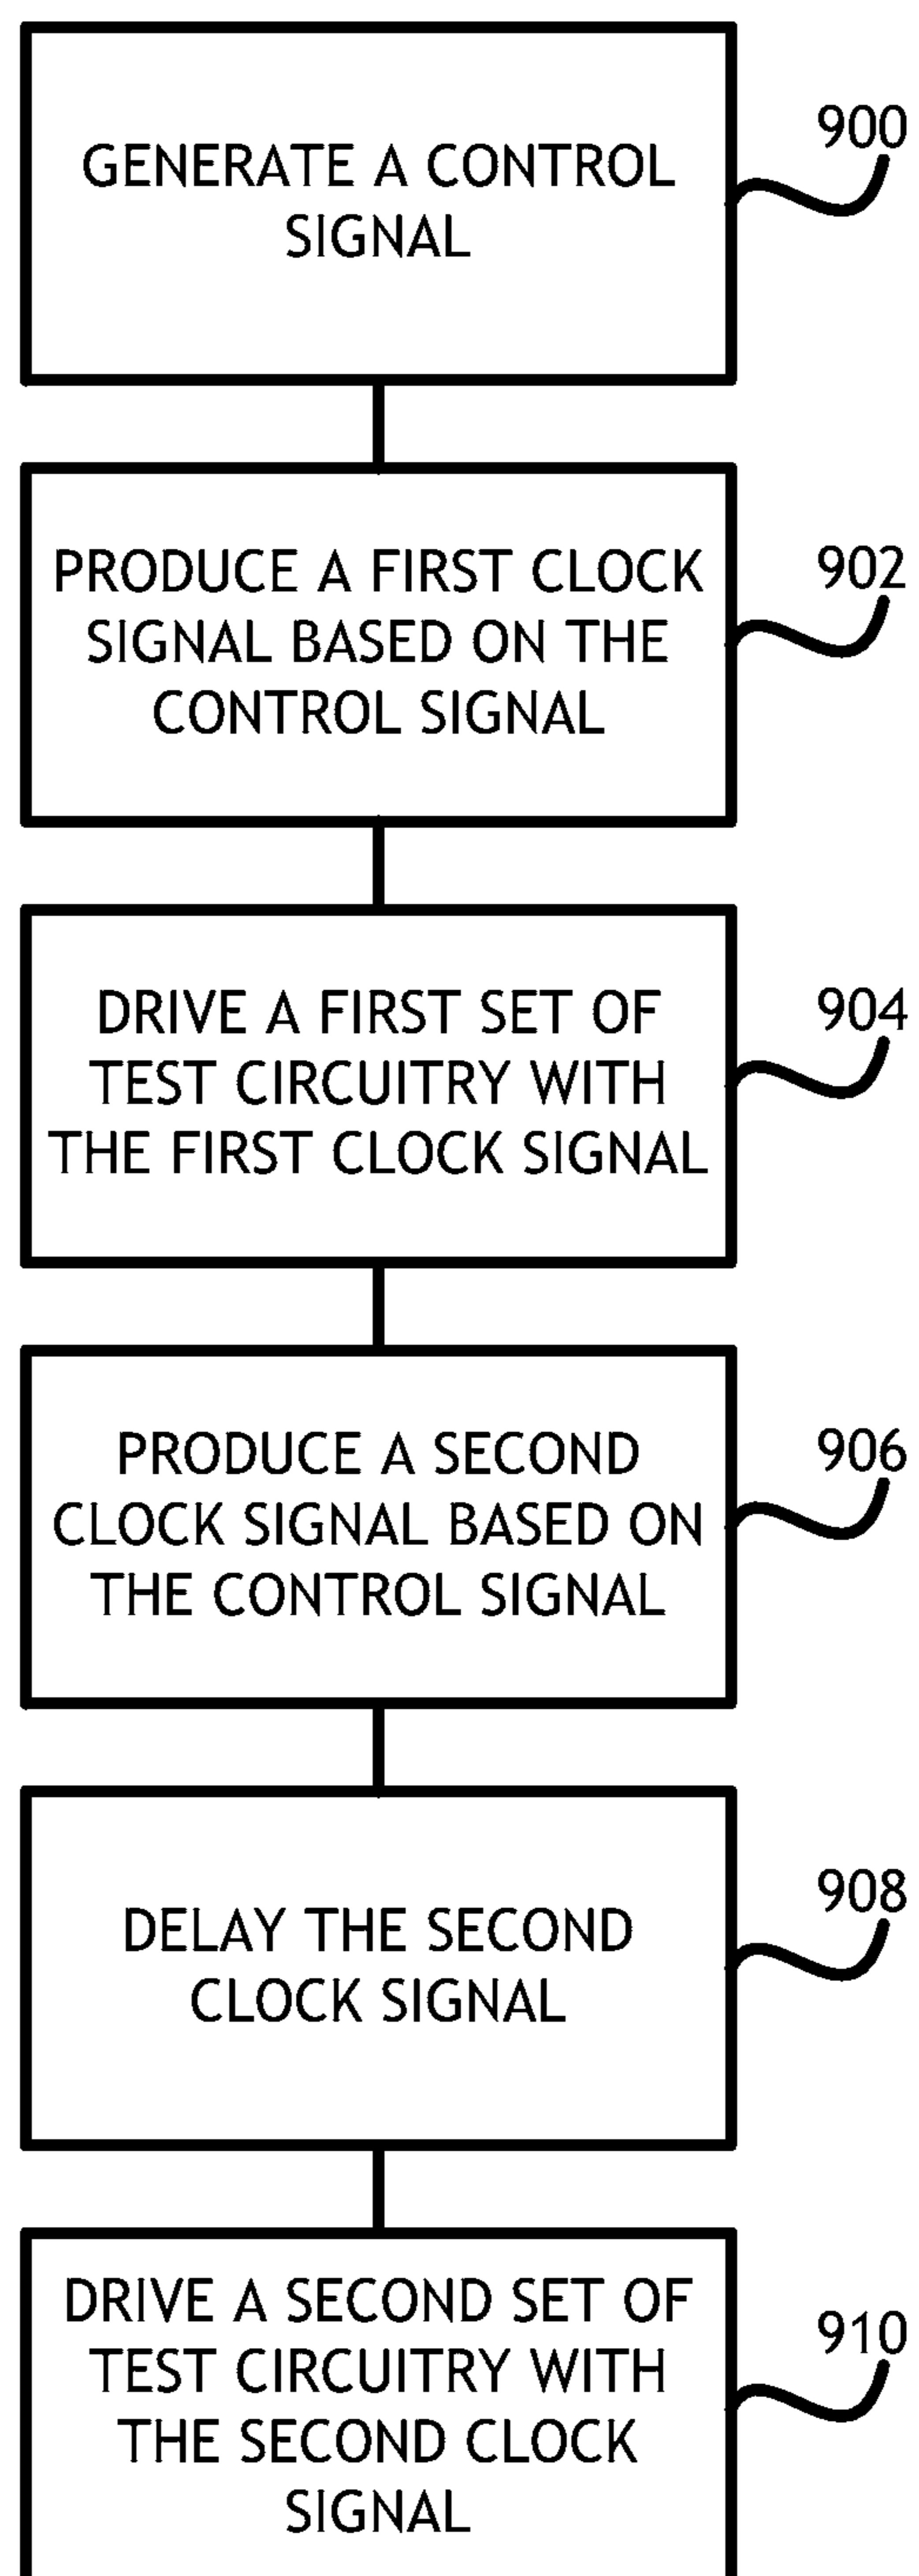 GENERATE A CONTROL
SIGNAL
900
PRODUCE A FIRST CLOCK
SIGNAL BASED ON THE
CONTROL SIGNAL
902
DRIVE A FIRST SET OF
TEST CIRCUITRY WITH
THE FIRST CLOCK SIGNAL
904
PRODUCE A SECOND
CLOCK SIGNAL BASED ON
THE CONTROL SIGNAL
906
DELAY THE SECOND
CLOCK SIGNAL
908
DRIVE A SECOND SET OF
TEST CIRCUITRY WITH
THE SECOND CLOCK
SIGNAL
910